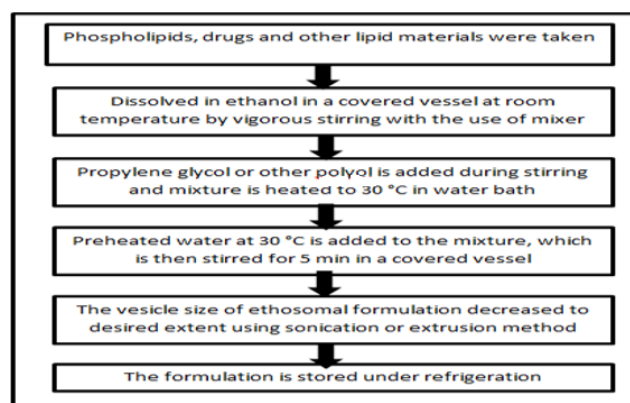 Phospholipids, drugs and other lipid materials were taken
Dissolved in ethanol in a covered vessel at room
temperature by vigorous stirring with the use of mixer
Propylene glycol or other polyol is added during stirring
and mixture is heated to 30 °C in water bath
Preheated water at 30 °C is added to the mixture, which
is then stirred for 5 min in a covered vessel
The vesicle size of ethosomal formulation decreased to
desired extent using sonication or extrusion method
The formulation is stored under refrigeration